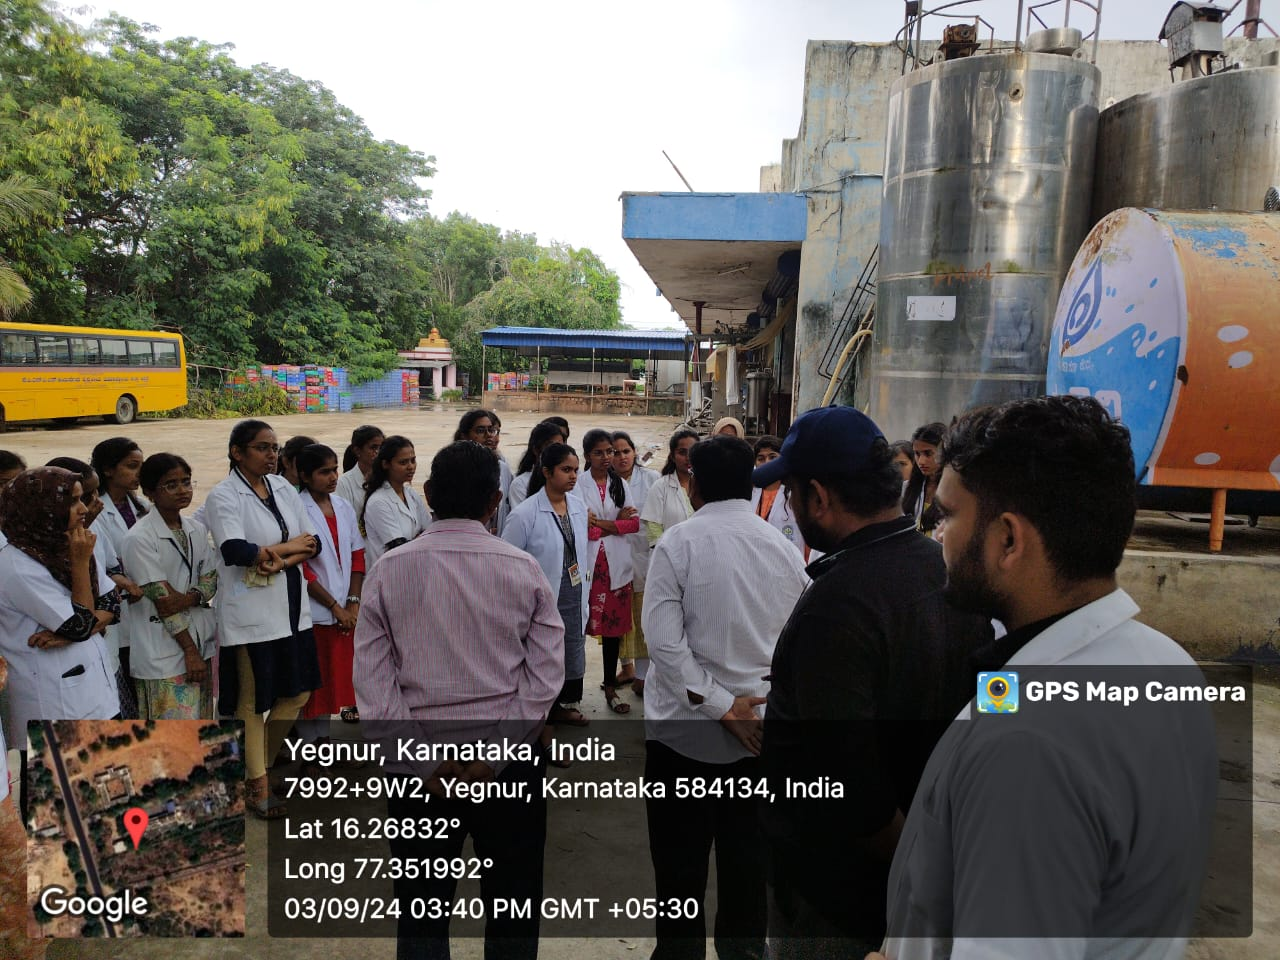 GPS Map Camera
Yegnur, Karnataka, India
7992+9W2, Yegnur, Karnataka 584134, India
Lat 16.26832°
Long 77.351992°
03/09/24 03:40 PM GMT +05:30
Google